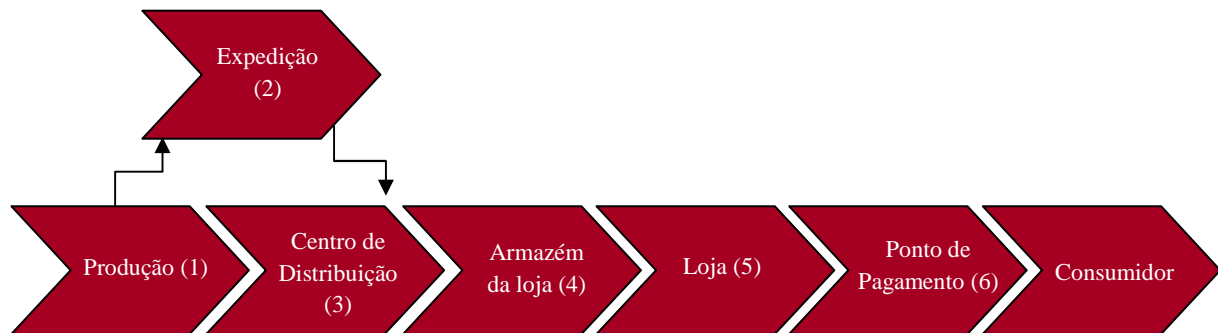 Expedição
(2)
Produção (1)
Centro de
Distribuição
(3)
Armazém
da loja (4)
Loja (5)
Ponto de
Pagamento (6)
Consumidor